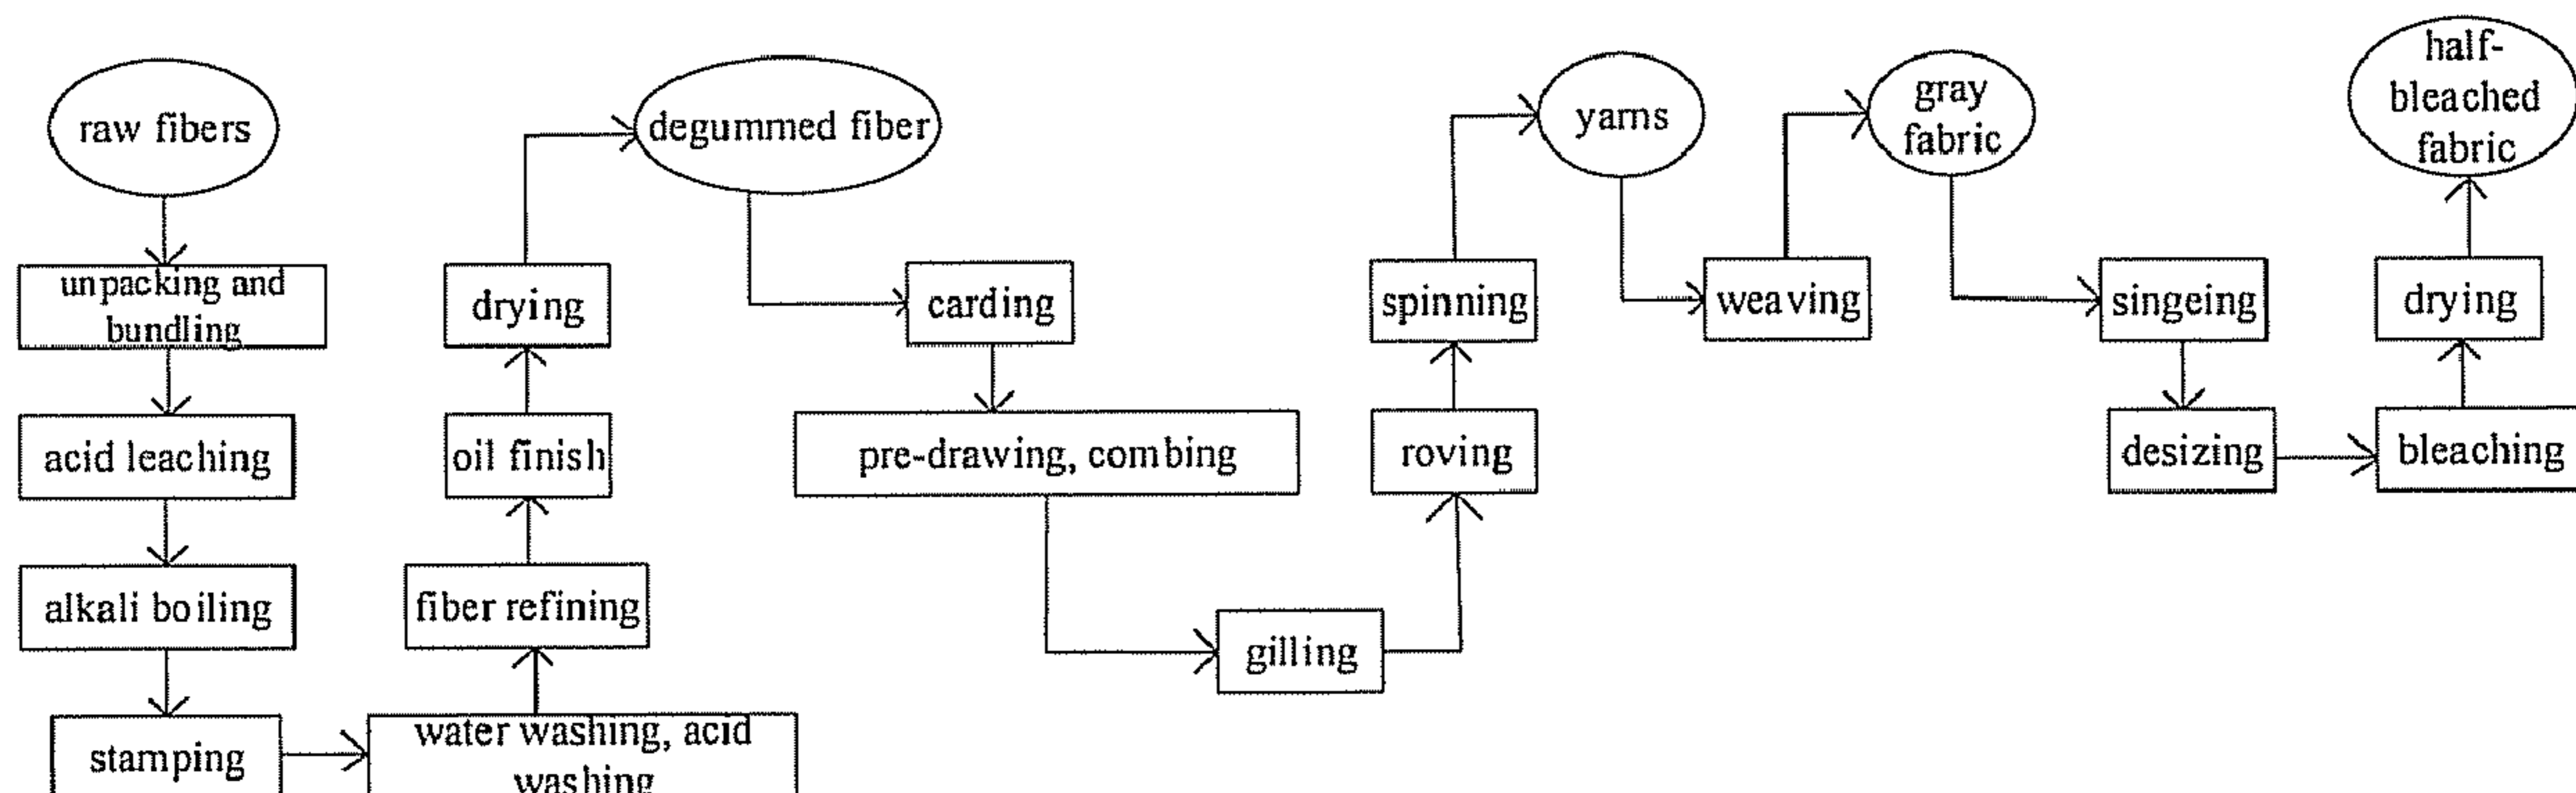 raw fibers
unpacking and
bundling
acid leaching
alkali boiling
stamping
water washing, acid
washing
fiber refining
oil finish
drying
degummed fiber
carding
pre-drawing, combing
gilling
roving
spinning
yarns
weaving
gray
fabric
singeing
desizing
bleaching
drying
half-
bleached
fabric